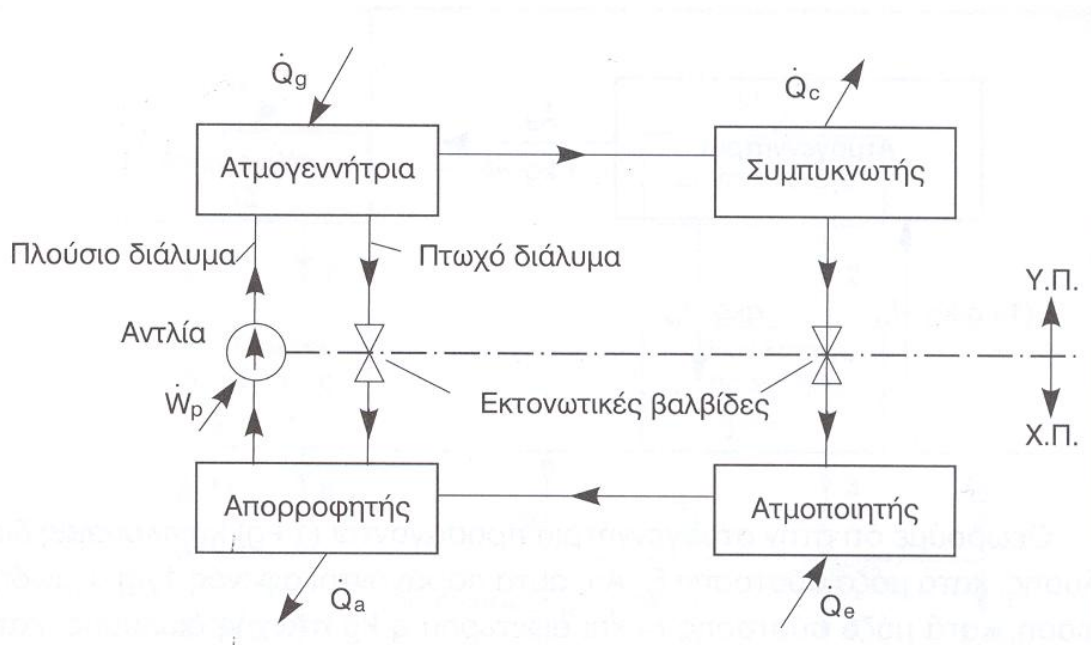 Q̇g
Q̇c
Ατμογεννήτρια
Συμπυκνωτής
Πλούσιο διάλυμα
Πτωχό διάλυμα
Υ.Π.
Αντλία
Ẇp
Εκτονωτικές βαλβίδες
Χ.Π.
Απορροφητής
Ατμοποιητής
Q̇a
Q̇e